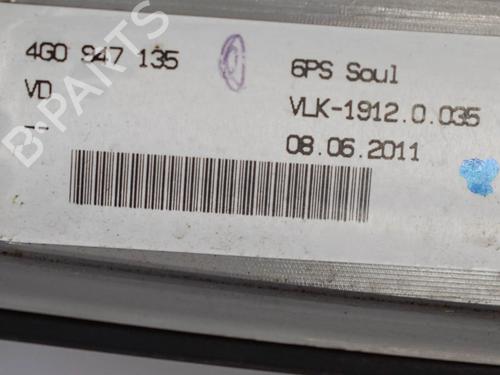 4G0 947 135
6PS Soul
VD
VLK-1912.0.035
--
08.06.2011
B-PARTS